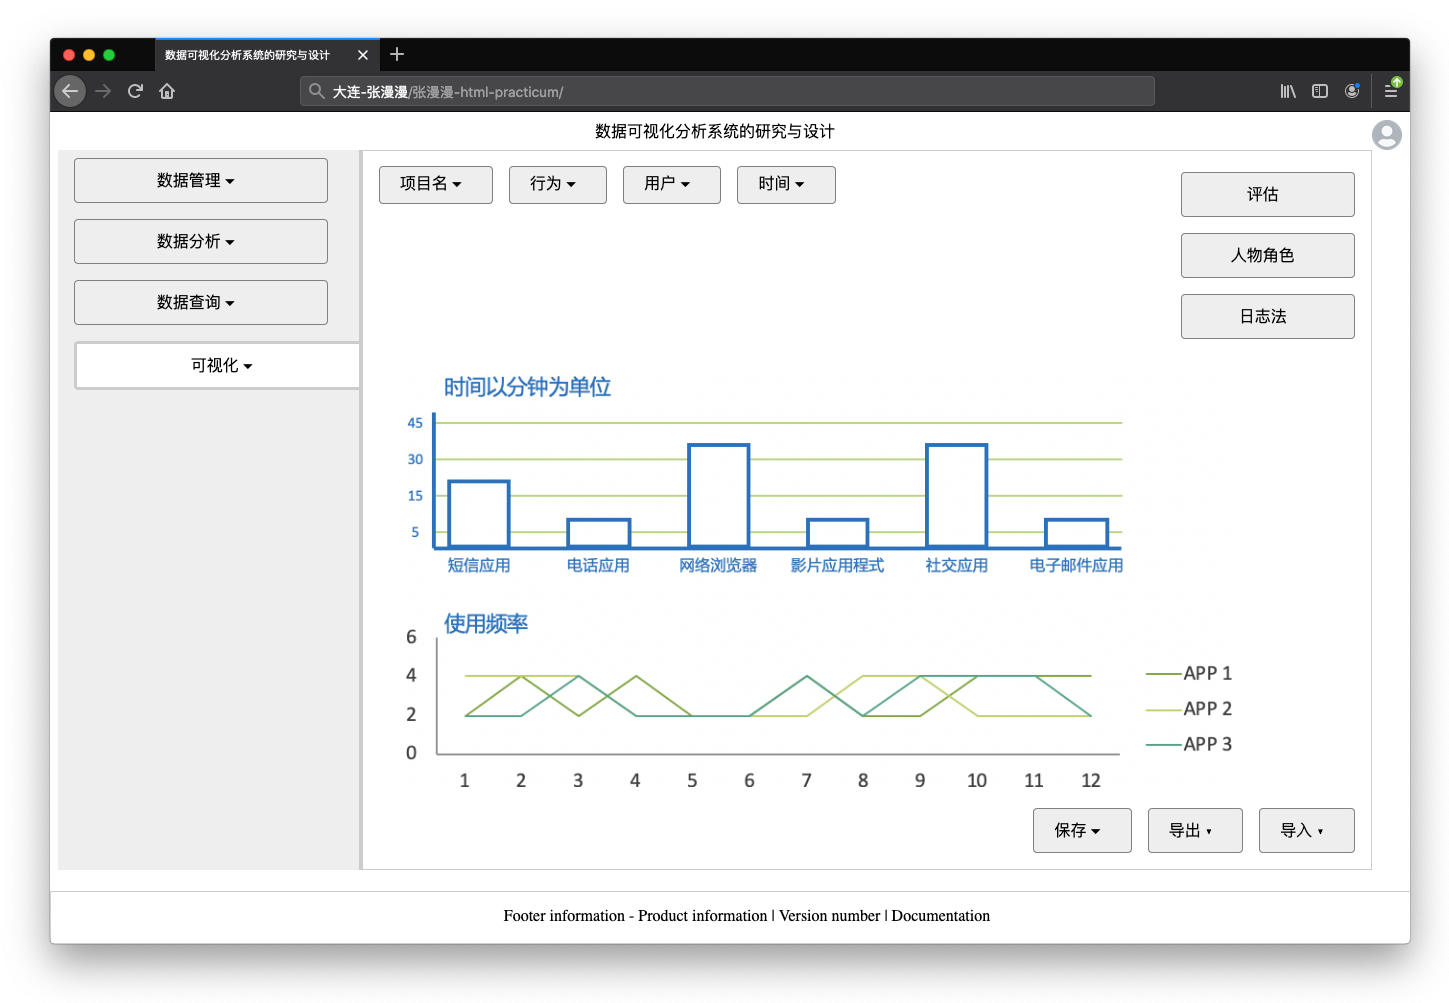 数据可视化分析系统的研究与设计
大连-张漫漫/张漫漫-html-practicum/
数据可视化分析系统的研究与设计
数据管理
数据分析
数据查询
可视化
项目名 行为 用户 时间
评估
人物角色
日志法
时间以分钟为单位
45
30
15
5
短信应用 电话应用 网络浏览器 影片应用程式 社交应用 电子邮件应用
使用频率
6
4
2
0
1 2 3 4 5 6 7 8 9 10 11 12
APP 1
APP 2
APP 3
保存 导出 导入
Footer information - Product information | Version number | Documentation